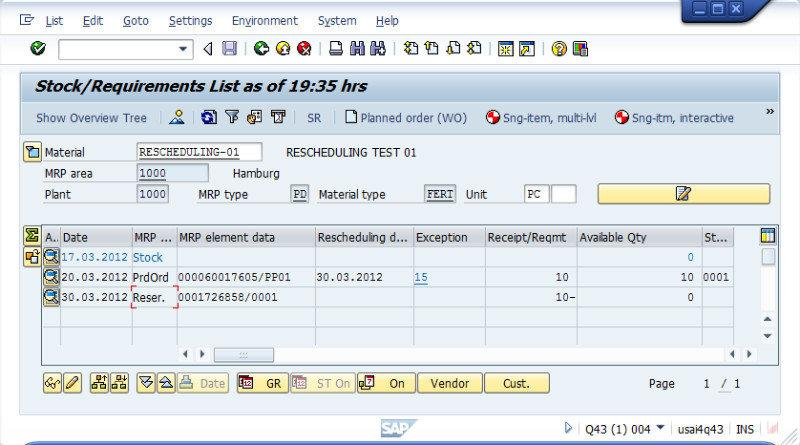 List Edit Goto Settings Environment System Help
Stock/Requirements List as of 19:35 hrs
Show Overview Tree SR Planned order (WO) Sng-item, multi-lvl Sng-itm, interactive »
Material RESCHEDULING-01 RESCHEDULING TEST 01
MRP area 1000 Hamburg
Plant 1000 MRP type PD Material type FERT Unit PC
A.. Date MRP ... MRP element data Rescheduling d... Exception Receipt/Reqmt Available Qty St...
17.03.2012 Stock 0
20.03.2012 PrdOrd 000060017605/PP01 30.03.2012 15 10 10 0001
30.03.2012 Reser. 0001726858/0001 10- 0
Date GR ST On On Vendor Cust. Page 1 / 1
SAP Q43 (1) 004 usai4q43 INS